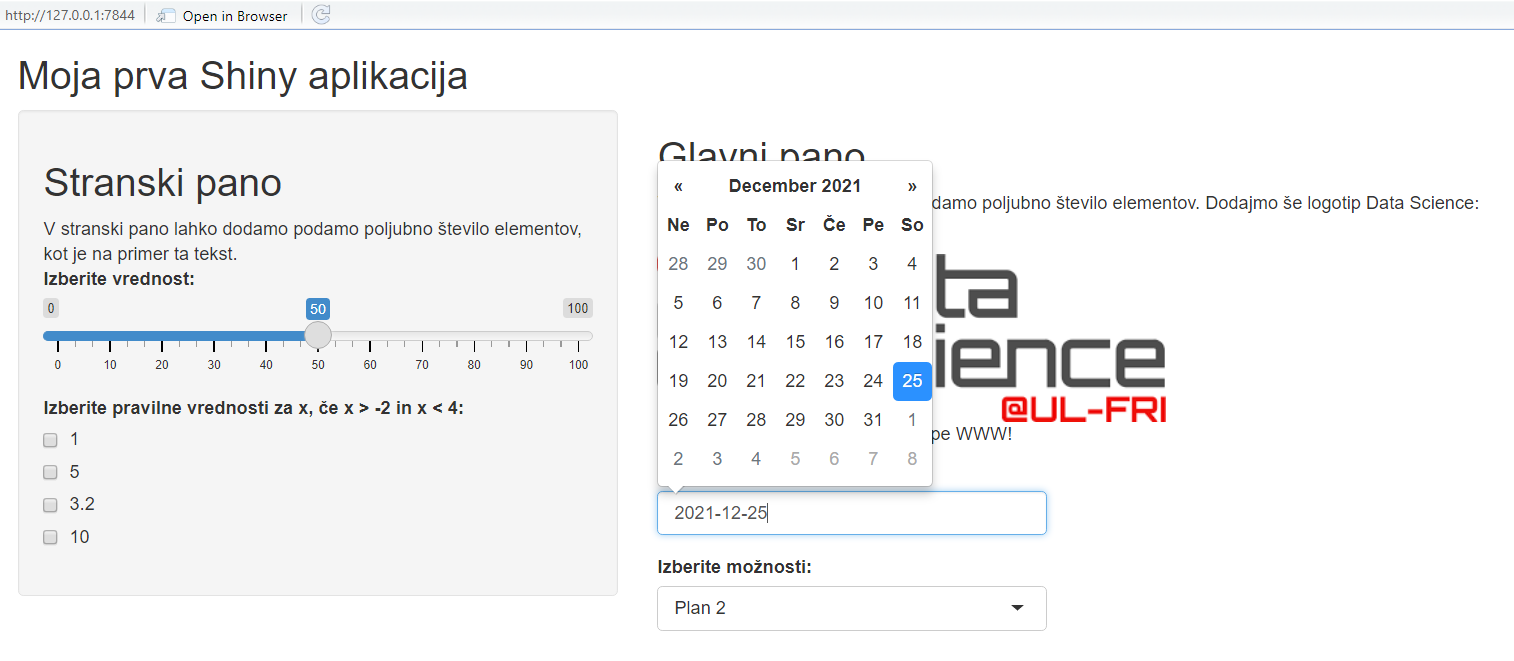 http://127.0.0.1:7844 Open in Browser
Moja prva Shiny aplikacija
Stranski pano
V stranski pano lahko dodamo podamo poljubno število elementov,
kot je na primer ta tekst.
Izberite vrednost:
0 50 100
0 10 20 30 40 50 60 70 80 90 100
Izberite pravilne vrednosti za x, če x > -2 in x < 4:
1
5
3.2
10
Glavni pano
damo poljubno število elementov. Dodajmo še logotip Data Science:
« December 2021 »
Ne Po To Sr Če Pe So
28 29 30 1 2 3 4
5 6 7 8 9 10 11
12 13 14 15 16 17 18
19 20 21 22 23 24 25
26 27 28 29 30 31 1
2 3 4 5 6 7 8
ta
ience
@UL-FRI
pe WWW!
2021-12-25
Izberite možnosti:
Plan 2